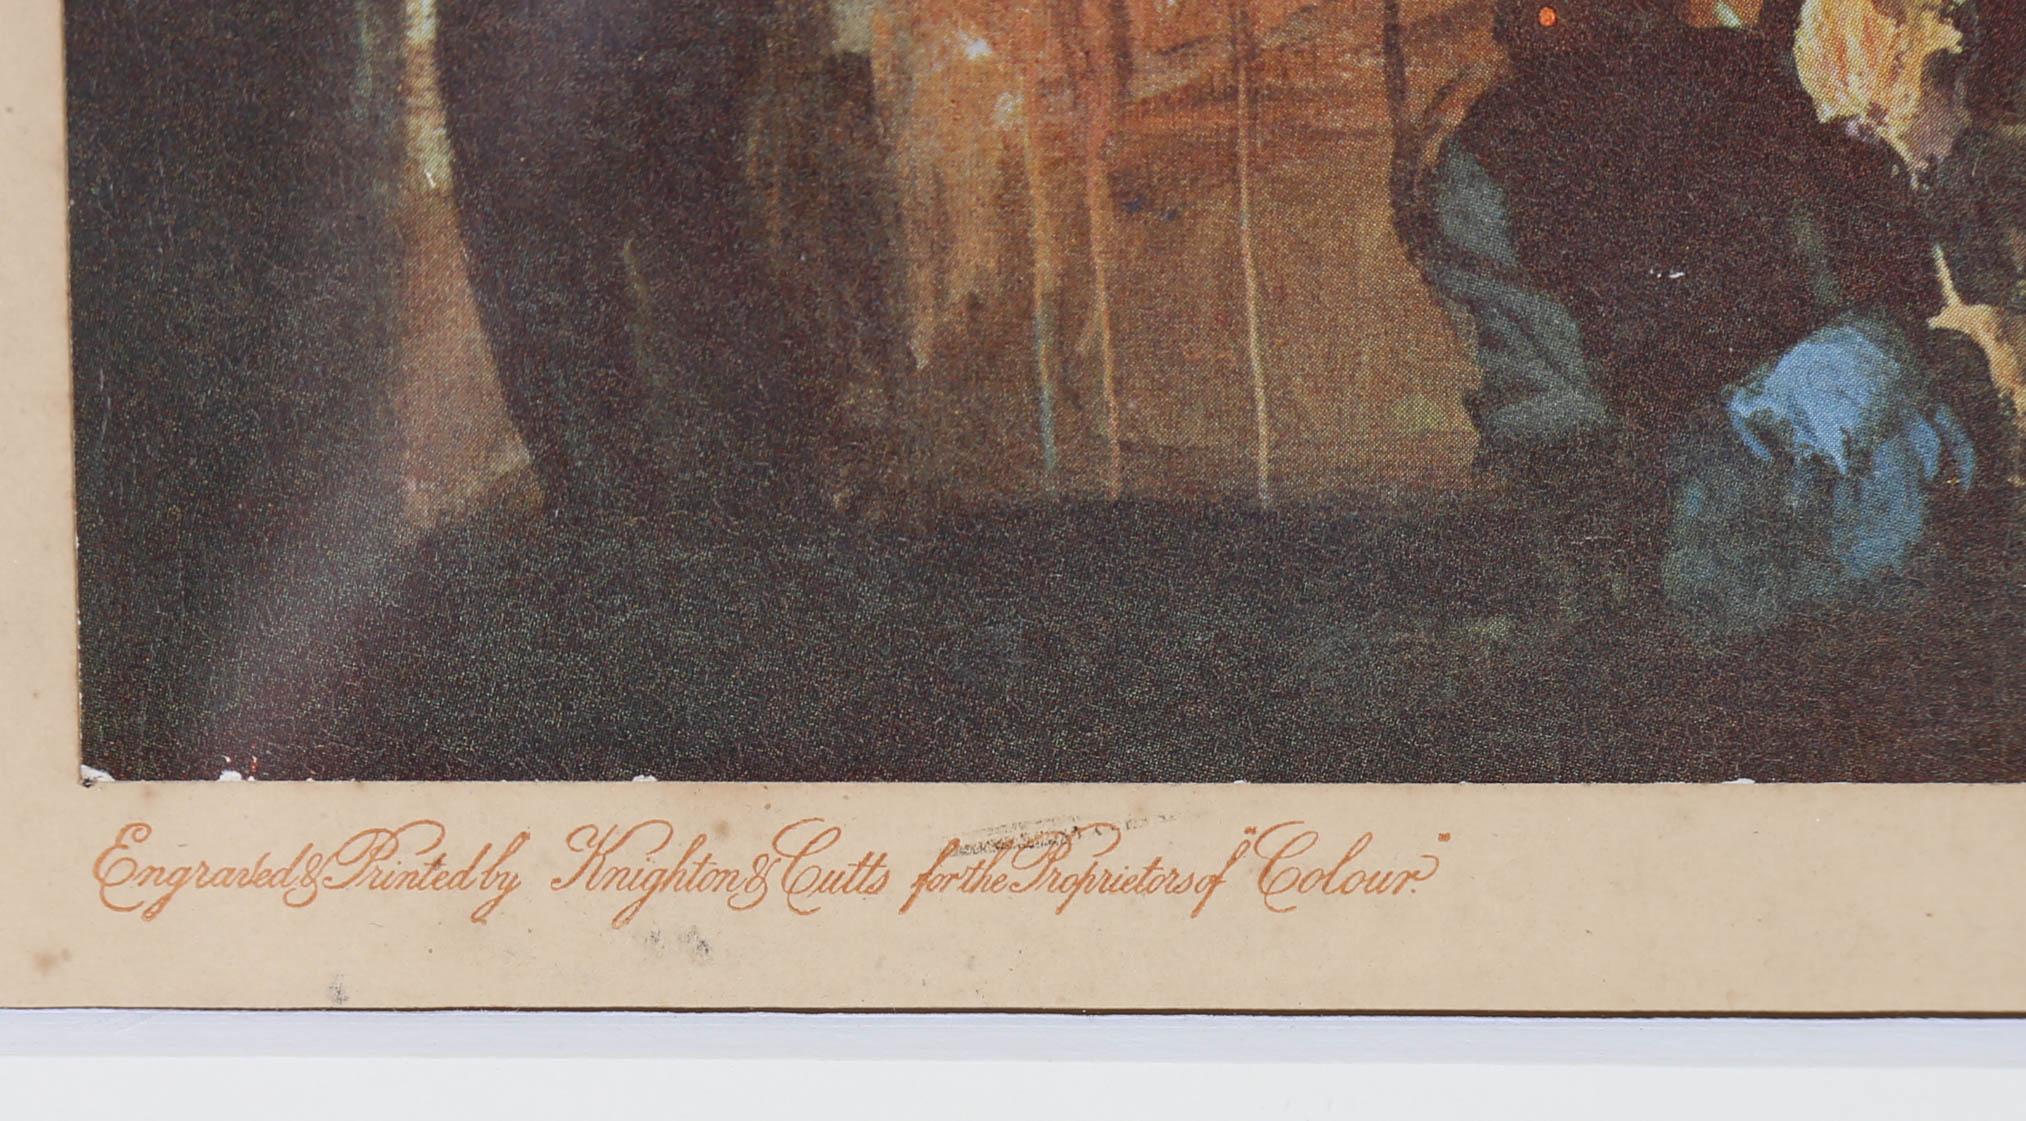 Engraved & Printed by Knighton & Cutts for the Proprietors of "Colour."